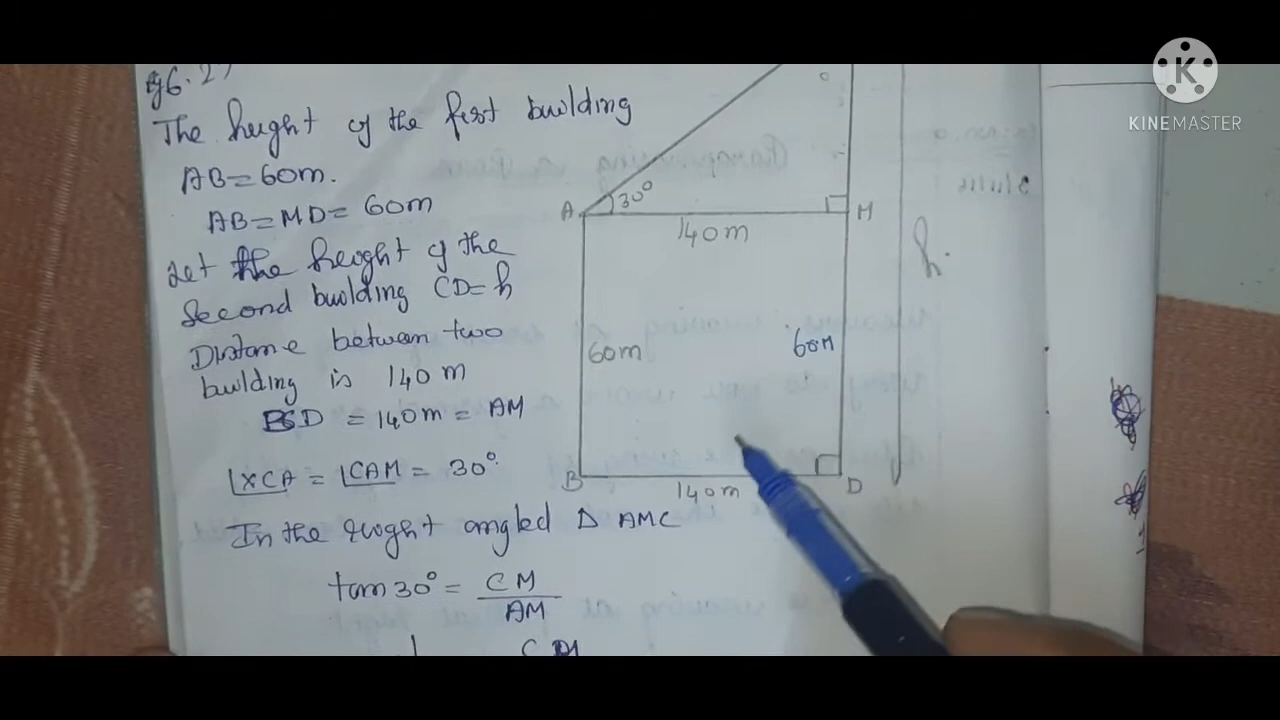 The height of the first building
AB=60m.
AB=MD= 60m
Let the height of the
Second building CD=h
Distance between two
building is 140 m
BD = 140m = AM
∠XCA = ∠CAM = 30°
In the right angled Δ AMC
tan30° = CM
AM
A
30°
M
140m
h
60m
60m
B
140m
D
KINEMASTER